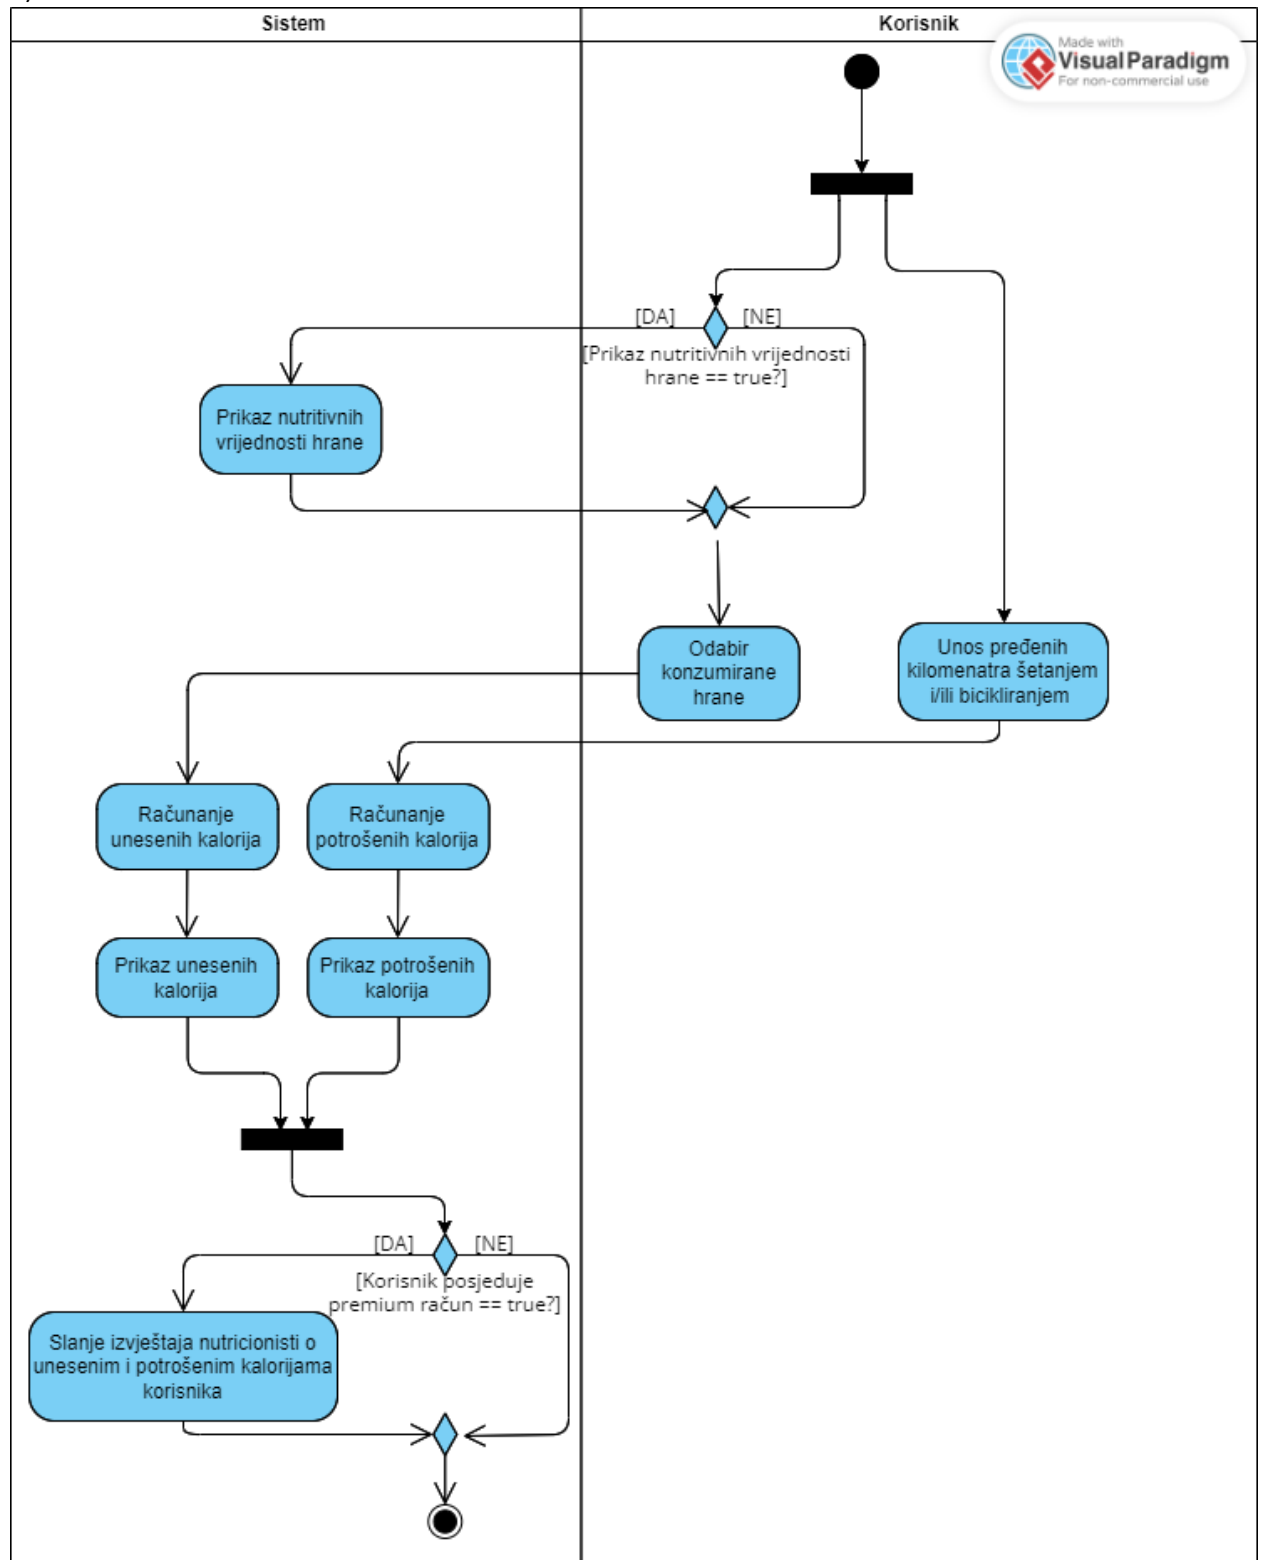 Sistem
Korisnik
Made with
Visual Paradigm
For non-commercial use
[DA]
[NE]
[Prikaz nutritivnih vrijednosti
hrane == true?]
Prikaz nutritivnih
vrijednosti hrane
Odabir
konzumirane
hrane
Unos pređenih
kilomenatra šetanjem
i/ili bicikliranjem
Računanje
unesenih kalorija
Računanje
potrošenih kalorija
Prikaz unesenih
kalorija
Prikaz potrošenih
kalorija
[DA]
[NE]
[Korisnik posjeduje
premium račun == true?]
Slanje izvještaja nutricionisti o
unesenim i potrošenim kalorijama
korisnika